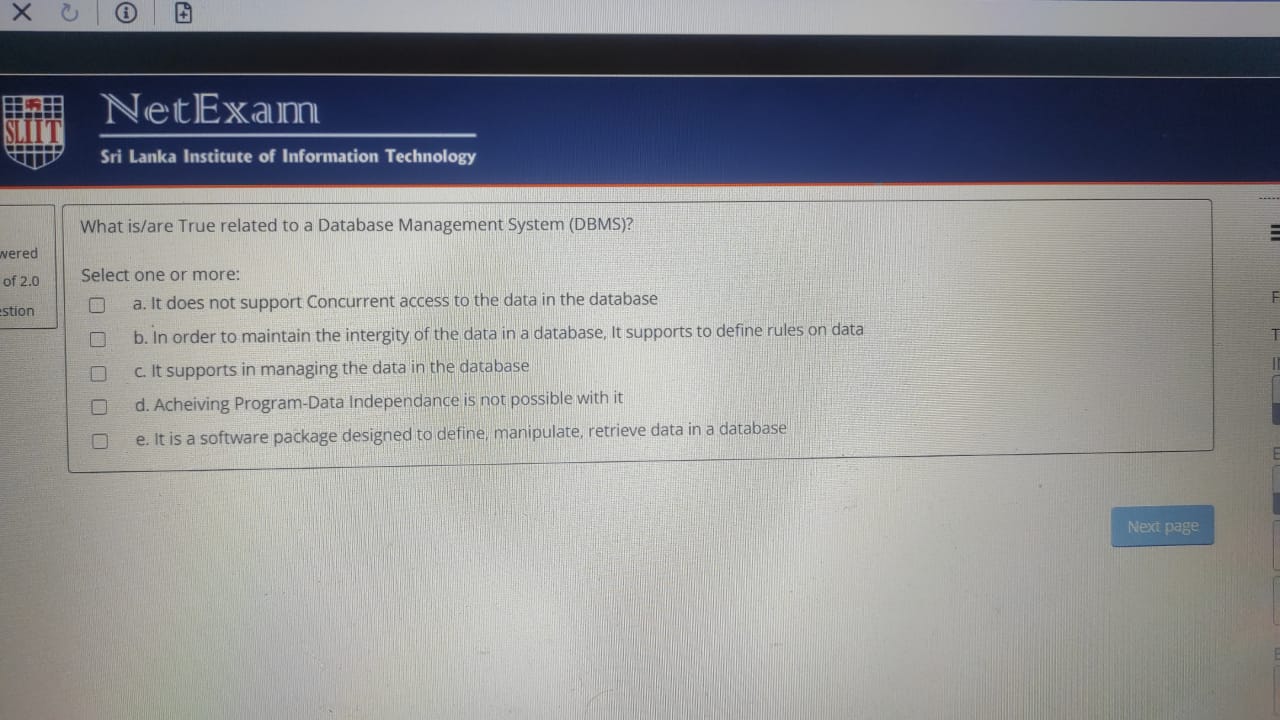 NetExam
SLIIT
Sri Lanka Institute of Information Technology
What is/are True related to a Database Management System (DBMS)?
wered
of 2.0
estion
Select one or more:
a. It does not support Concurrent access to the data in the database
b. In order to maintain the intergity of the data in a database, It supports to define rules on data
c. It supports in managing the data in the database
d. Acheiving Program-Data Independance is not possible with it
e. It is a software package designed to define, manipulate, retrieve data in a database
Next page